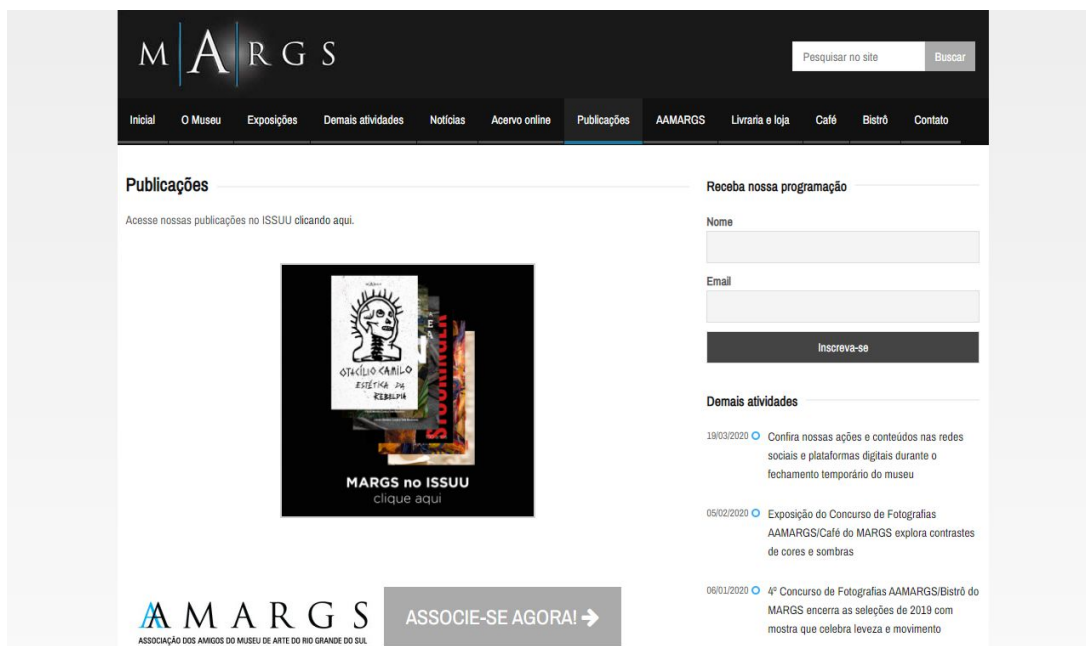 MARGS
Pesquisar no site
Buscar
Inicial
O Museu
Exposições
Demais atividades
Notícias
Acervo online
Publicações
AAMARGS
Livraria e loja
Café
Bistrô
Contato
Publicações
Acesse nossas publicações no ISSUU clicando aqui.
OTACÍLIO CAMILO
ESTÉTICA DA
REBELDIA
MARGS no ISSUU
clique aqui
AAMARGS
ASSOCIAÇÃO DOS AMIGOS DO MUSEU DE ARTE DO RIO GRANDE DO SUL
ASSOCIE-SE AGORA!
Receba nossa programação
Nome
Email
Inscreva-se
Demais atividades
19/03/2020 Confira nossas ações e conteúdos nas redes
sociais e plataformas digitais durante o
fechamento temporário do museu
05/02/2020 Exposição do Concurso de Fotografias
AAMARGS/Café do MARGS explora contrastes
de cores e sombras
06/01/2020 4º Concurso de Fotografias AAMARGS/Bistrô do
MARGS encerra as seleções de 2019 com
mostra que celebra leveza e movimento